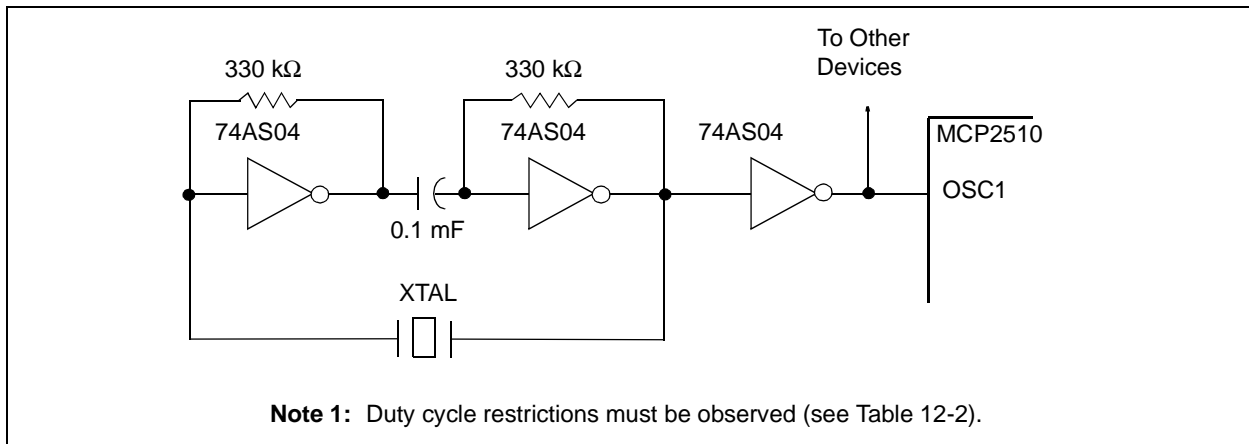 To Other
Devices
330 kΩ
330 kΩ
74AS04
74AS04
74AS04
MCP2510
OSC1
0.1 mF
XTAL
Note 1: Duty cycle restrictions must be observed (see Table 12-2).